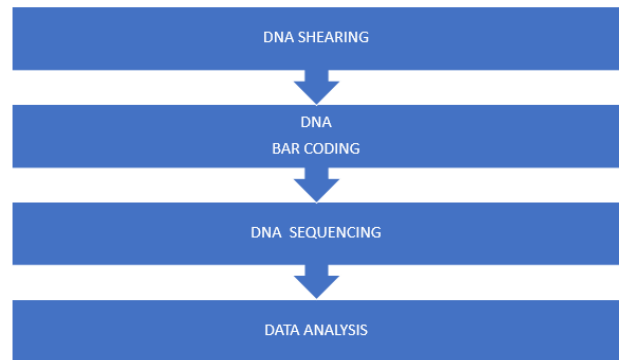 DNA SHEARING
DNA
BAR CODING
DNA SEQUENCING
DATA ANALYSIS